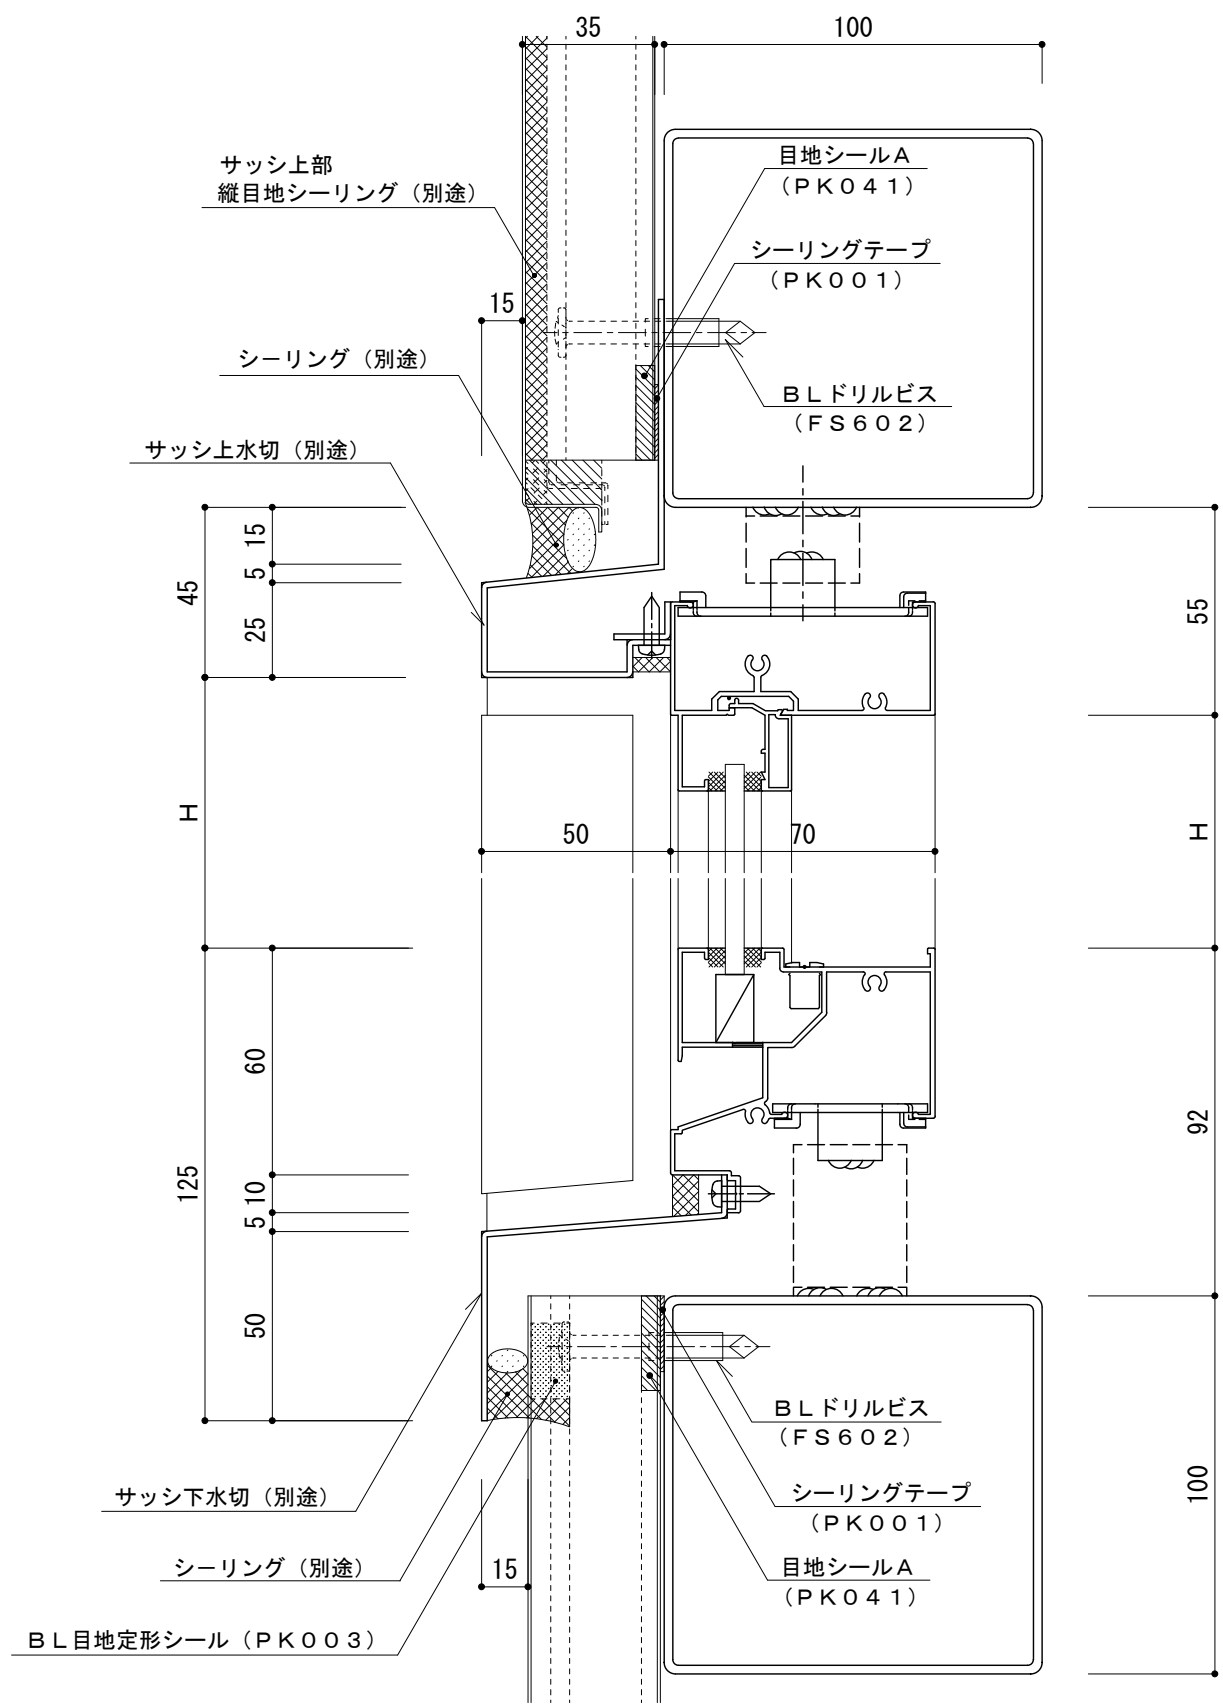 35
100
サッシ上部
縦目地シーリング（別途）
目地シールA
（PK041）
シーリングテープ
（PK001）
15
シーリング（別途）
BLドリルビス
（FS602）
サッシ上水切（別途）
15
5
45
25
55
H
50
70
H
60
125
10
5
50
92
BLドリルビス
（FS602）
サッシ下水切（別途）
シーリングテープ
（PK001）
100
シーリング（別途）
15
目地シールA
（PK041）
BL目地定形シール（PK003）